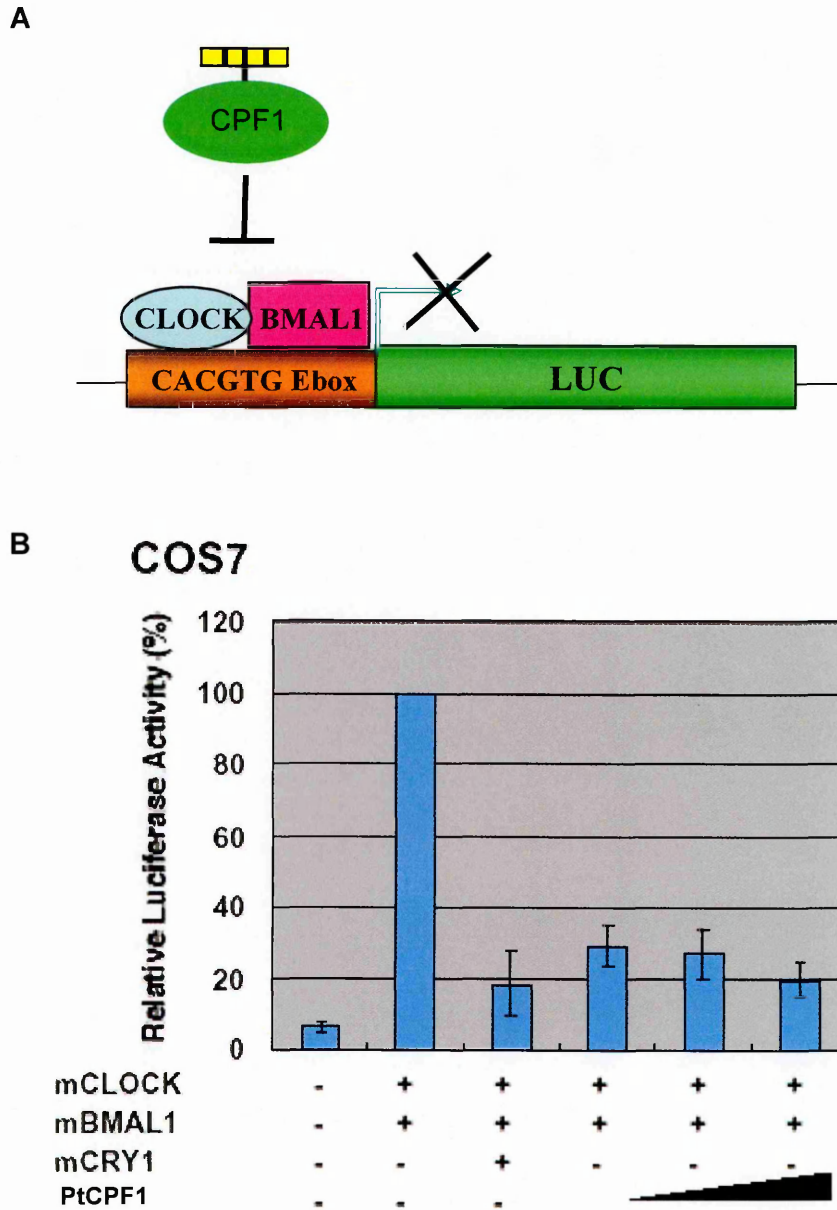 A
CPF1
CLOCK BMAL1
CACGTG Ebox LUC
B
COS7
Relative Luciferase Activity (%)
120
100
80
60
40
20
0
mCLOCK - + + + + +
mBMAL1 - + + + + +
mCRY1 - - + - - -
PtCPF1 - - -